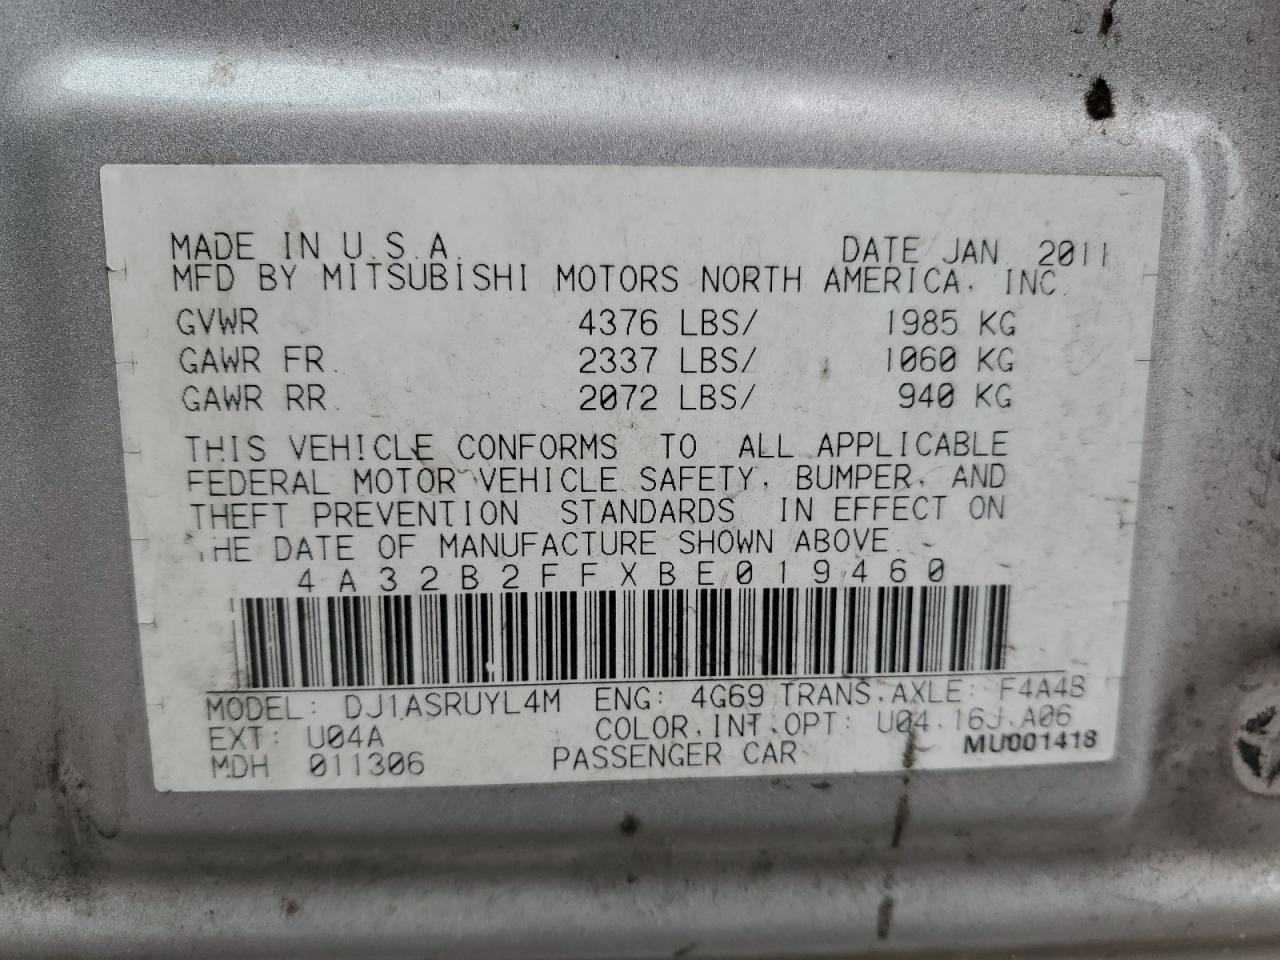 MADE IN U.S.A. DATE JAN 2011
MFD BY MITSUBISHI MOTORS NORTH AMERICA, INC.
GVWR 4376 LBS/ 1985 KG
GAWR FR 2337 LBS/ 1060 KG
GAWR RR 2072 LBS/ 940 KG
THIS VEHICLE CONFORMS TO ALL APPLICABLE
FEDERAL MOTOR VEHICLE SAFETY, BUMPER, AND
THEFT PREVENTION STANDARDS IN EFFECT ON
THE DATE OF MANUFACTURE SHOWN ABOVE.
4A32B2FFXBE019460
MODEL: DJ1ASRUYL4M ENG: 4G69 TRANS.AXLE: F4A4B
EXT: U04A COLOR,INT,OPT: U04,16J,A06
MDH 011306 PASSENGER CAR MU001418